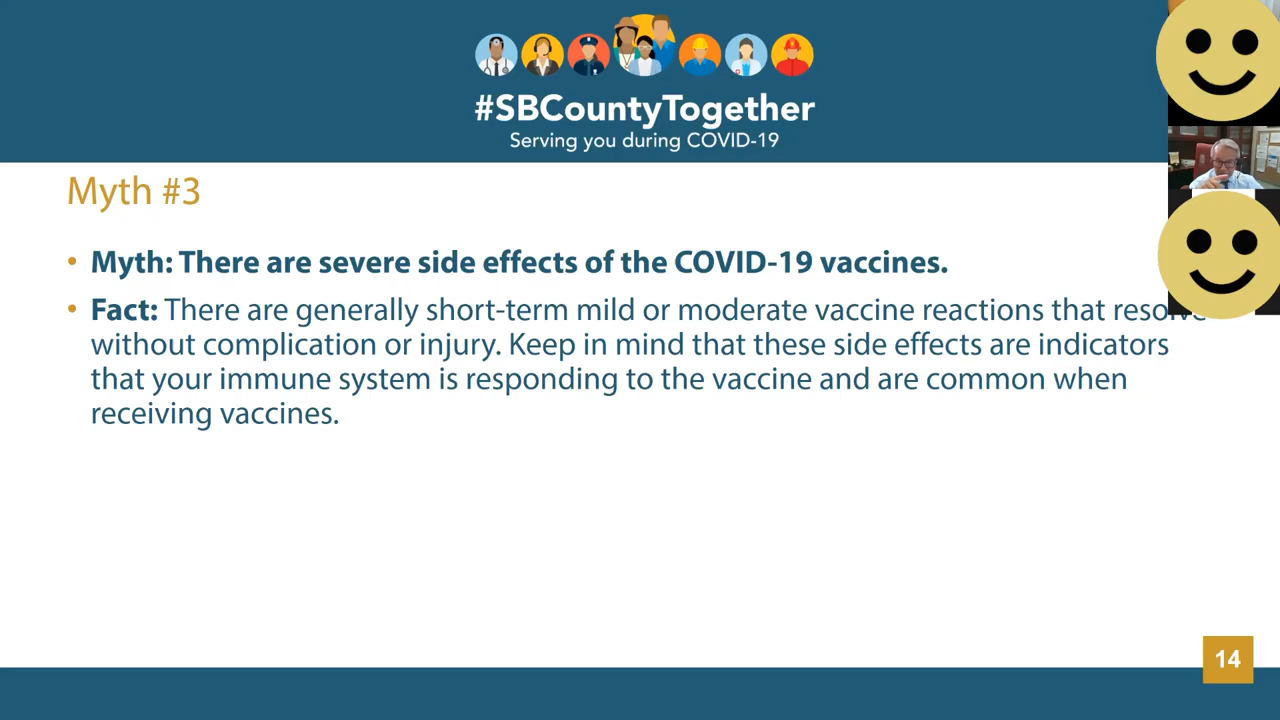 #SBCountyTogether
Serving you during COVID-19
Myth #3
• Myth: There are severe side effects of the COVID-19 vaccines.
• Fact: There are generally short-term mild or moderate vaccine reactions that resolve
without complication or injury. Keep in mind that these side effects are indicators
that your immune system is responding to the vaccine and are common when
receiving vaccines.
14